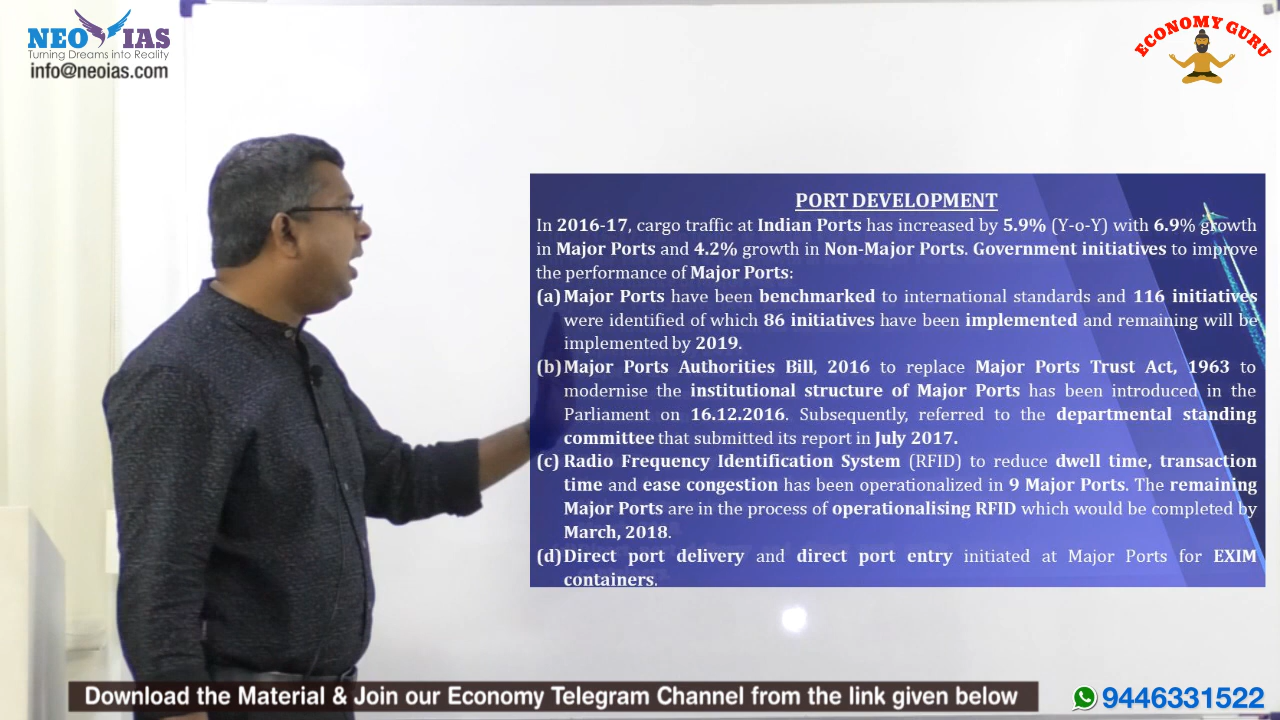 NEO IAS
Turning Dreams into Reality
info@neoias.com
ECONOMY GURU
PORT DEVELOPMENT
In 2016-17, cargo traffic at Indian Ports has increased by 5.9% (Y-o-Y) with 6.9% growth
in Major Ports and 4.2% growth in Non-Major Ports. Government initiatives to improve
the performance of Major Ports:
(a) Major Ports have been benchmarked to international standards and 116 initiatives
were identified of which 86 initiatives have been implemented and remaining will be
implemented by 2019.
(b) Major Ports Authorities Bill, 2016 to replace Major Ports Trust Act, 1963 to
modernise the institutional structure of Major Ports has been introduced in the
Parliament on 16.12.2016. Subsequently, referred to the departmental standing
committee that submitted its report in July 2017.
(c) Radio Frequency Identification System (RFID) to reduce dwell time, transaction
time and ease congestion has been operationalized in 9 Major Ports. The remaining
Major Ports are in the process of operationalising RFID which would be completed by
March, 2018.
(d) Direct port delivery and direct port entry initiated at Major Ports for EXIM
containers.
Download the Material & Join our Economy Telegram Channel from the link given below
9446331522